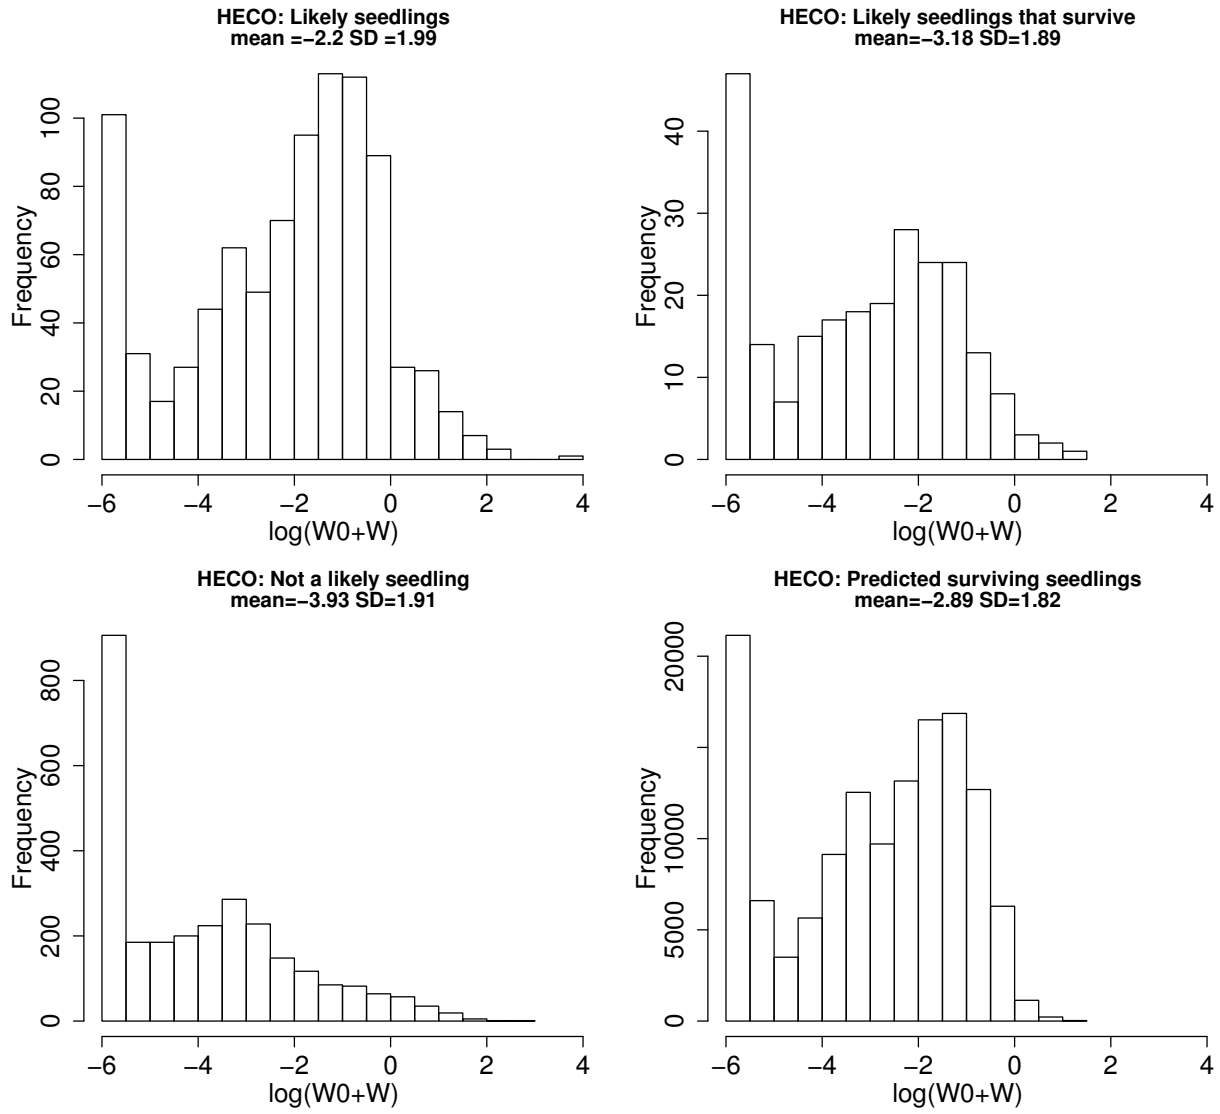 HECO: Likely seedlings
mean =−2.2 SD =1.99
Frequency
0 20 40 60 80 100
−6 −4 −2 0 2 4
log(W0+W)
HECO: Likely seedlings that survive
mean=−3.18 SD=1.89
Frequency
0 10 20 30 40
−6 −4 −2 0 2 4
log(W0+W)
HECO: Not a likely seedling
mean=−3.93 SD=1.91
Frequency
0 200 400 600 800
−6 −4 −2 0 2 4
log(W0+W)
HECO: Predicted surviving seedlings
mean=−2.89 SD=1.82
Frequency
0 5000 10000 20000
−6 −4 −2 0 2 4
log(W0+W)